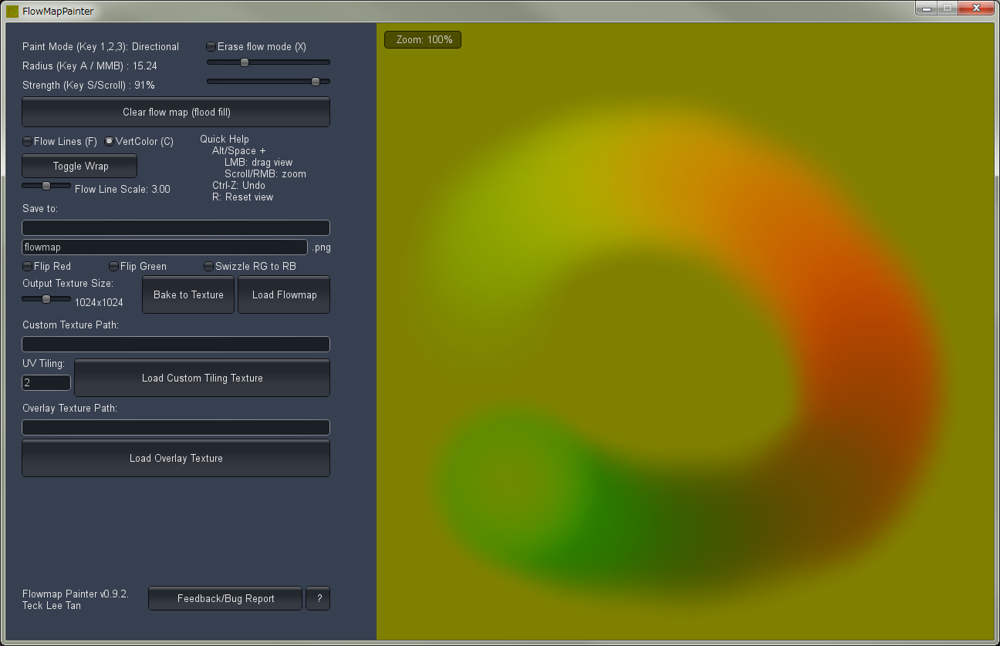 FlowMapPainter
Paint Mode (Key 1,2,3): Directional
Erase flow mode (X)
Radius (Key A / MMB) : 15.24
Strength (Key S/Scroll) : 91%
Clear flow map (flood fill)
Flow Lines (F)
VertColor (C)
Toggle Wrap
Flow Line Scale: 3.00
Quick Help
Alt/Space +
LMB: drag view
Scroll/RMB: zoom
Ctrl-Z: Undo
R: Reset view
Save to:
flowmap
.png
Flip Red
Flip Green
Swizzle RG to RB
Output Texture Size:
1024x1024
Bake to Texture
Load Flowmap
Custom Texture Path:
UV Tiling:
2
Load Custom Tiling Texture
Overlay Texture Path:
Load Overlay Texture
Flowmap Painter v0.9.2.
Teck Lee Tan
Feedback/Bug Report
?
Zoom: 100%